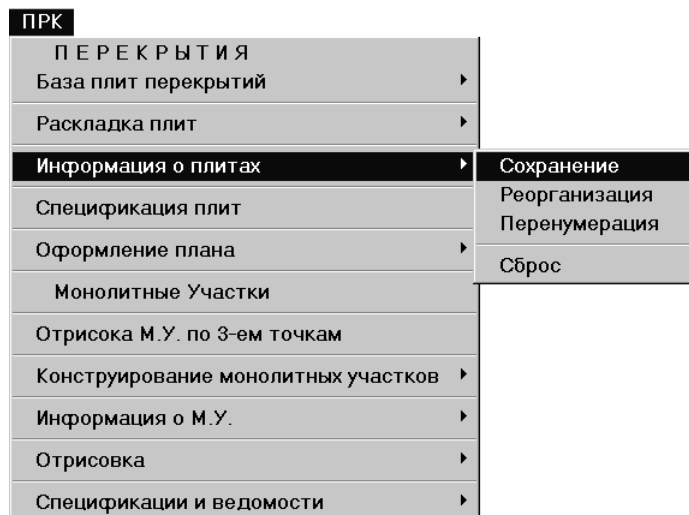 ПРК
П Е Р Е К Р Ы Т И Я
База плит перекрытий
Раскладка плит
Информация о плитах
Сохранение
Реорганизация
Перенумерация
Сброс
Спецификация плит
Оформление плана
Монолитные Участки
Отрисока М.У. по 3-ем точкам
Конструирование монолитных участков
Информация о М.У.
Отрисовка
Спецификации и ведомости